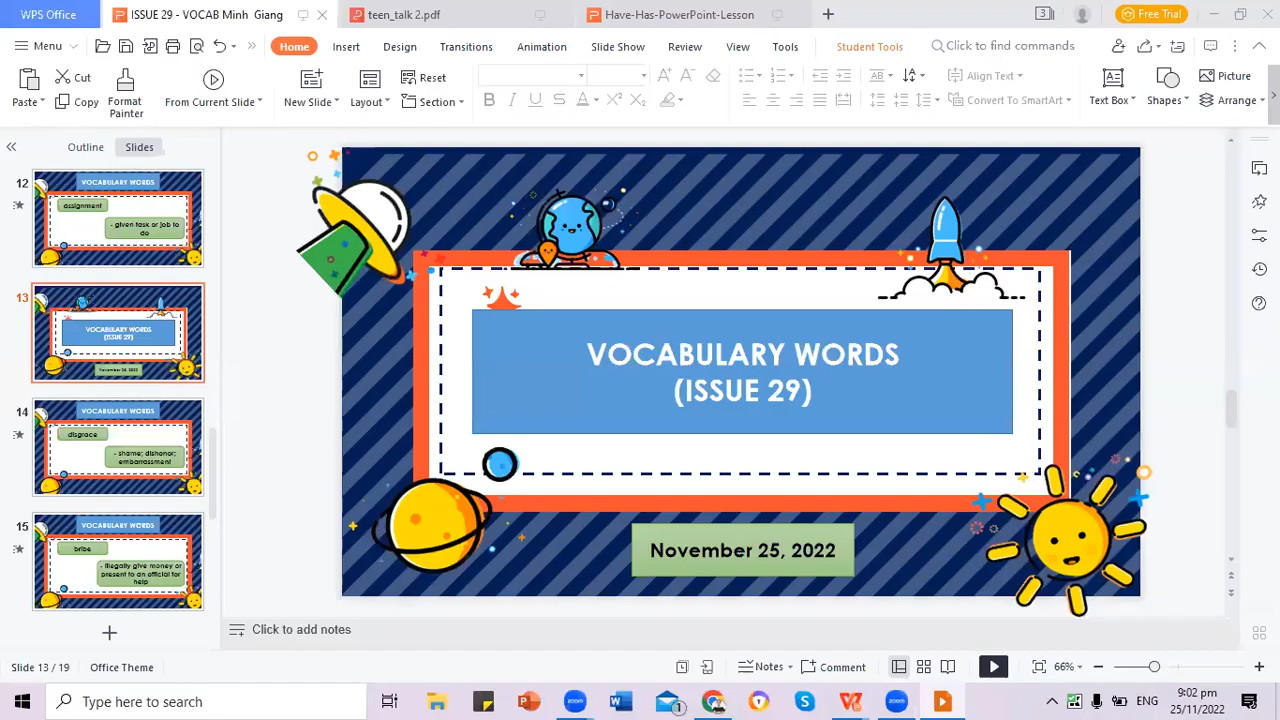 WPS Office
ISSUE 29 - VOCAB Minh Giang
teen_talk 2.pdf
Have-Has-PowerPoint-Lesson
Free Trial
Menu
Home
Insert
Design
Transitions
Animation
Slide Show
Review
View
Tools
Student Tools
Click to find commands
Paste
Cut
Copy
Format Painter
From Current Slide
New Slide
Layout
Reset
Section
Align Text
Convert To SmartArt
Text Box
Shapes
Picture
Arrange
Outline
Slides
12
VOCABULARY WORDS
assignment
- given task or job to
do
13
VOCABULARY WORDS
(ISSUE 29)
November 25, 2022
14
VOCABULARY WORDS
disgrace
- shame; dishonor;
embarrassment
15
VOCABULARY WORDS
bribe
- illegally give money or
present to an official for
help
VOCABULARY WORDS
(ISSUE 29)
November 25, 2022
Click to add notes
Slide 13 / 19
Office Theme
Notes
Comment
66%
Type here to search
ENG
9:02 pm
25/11/2022